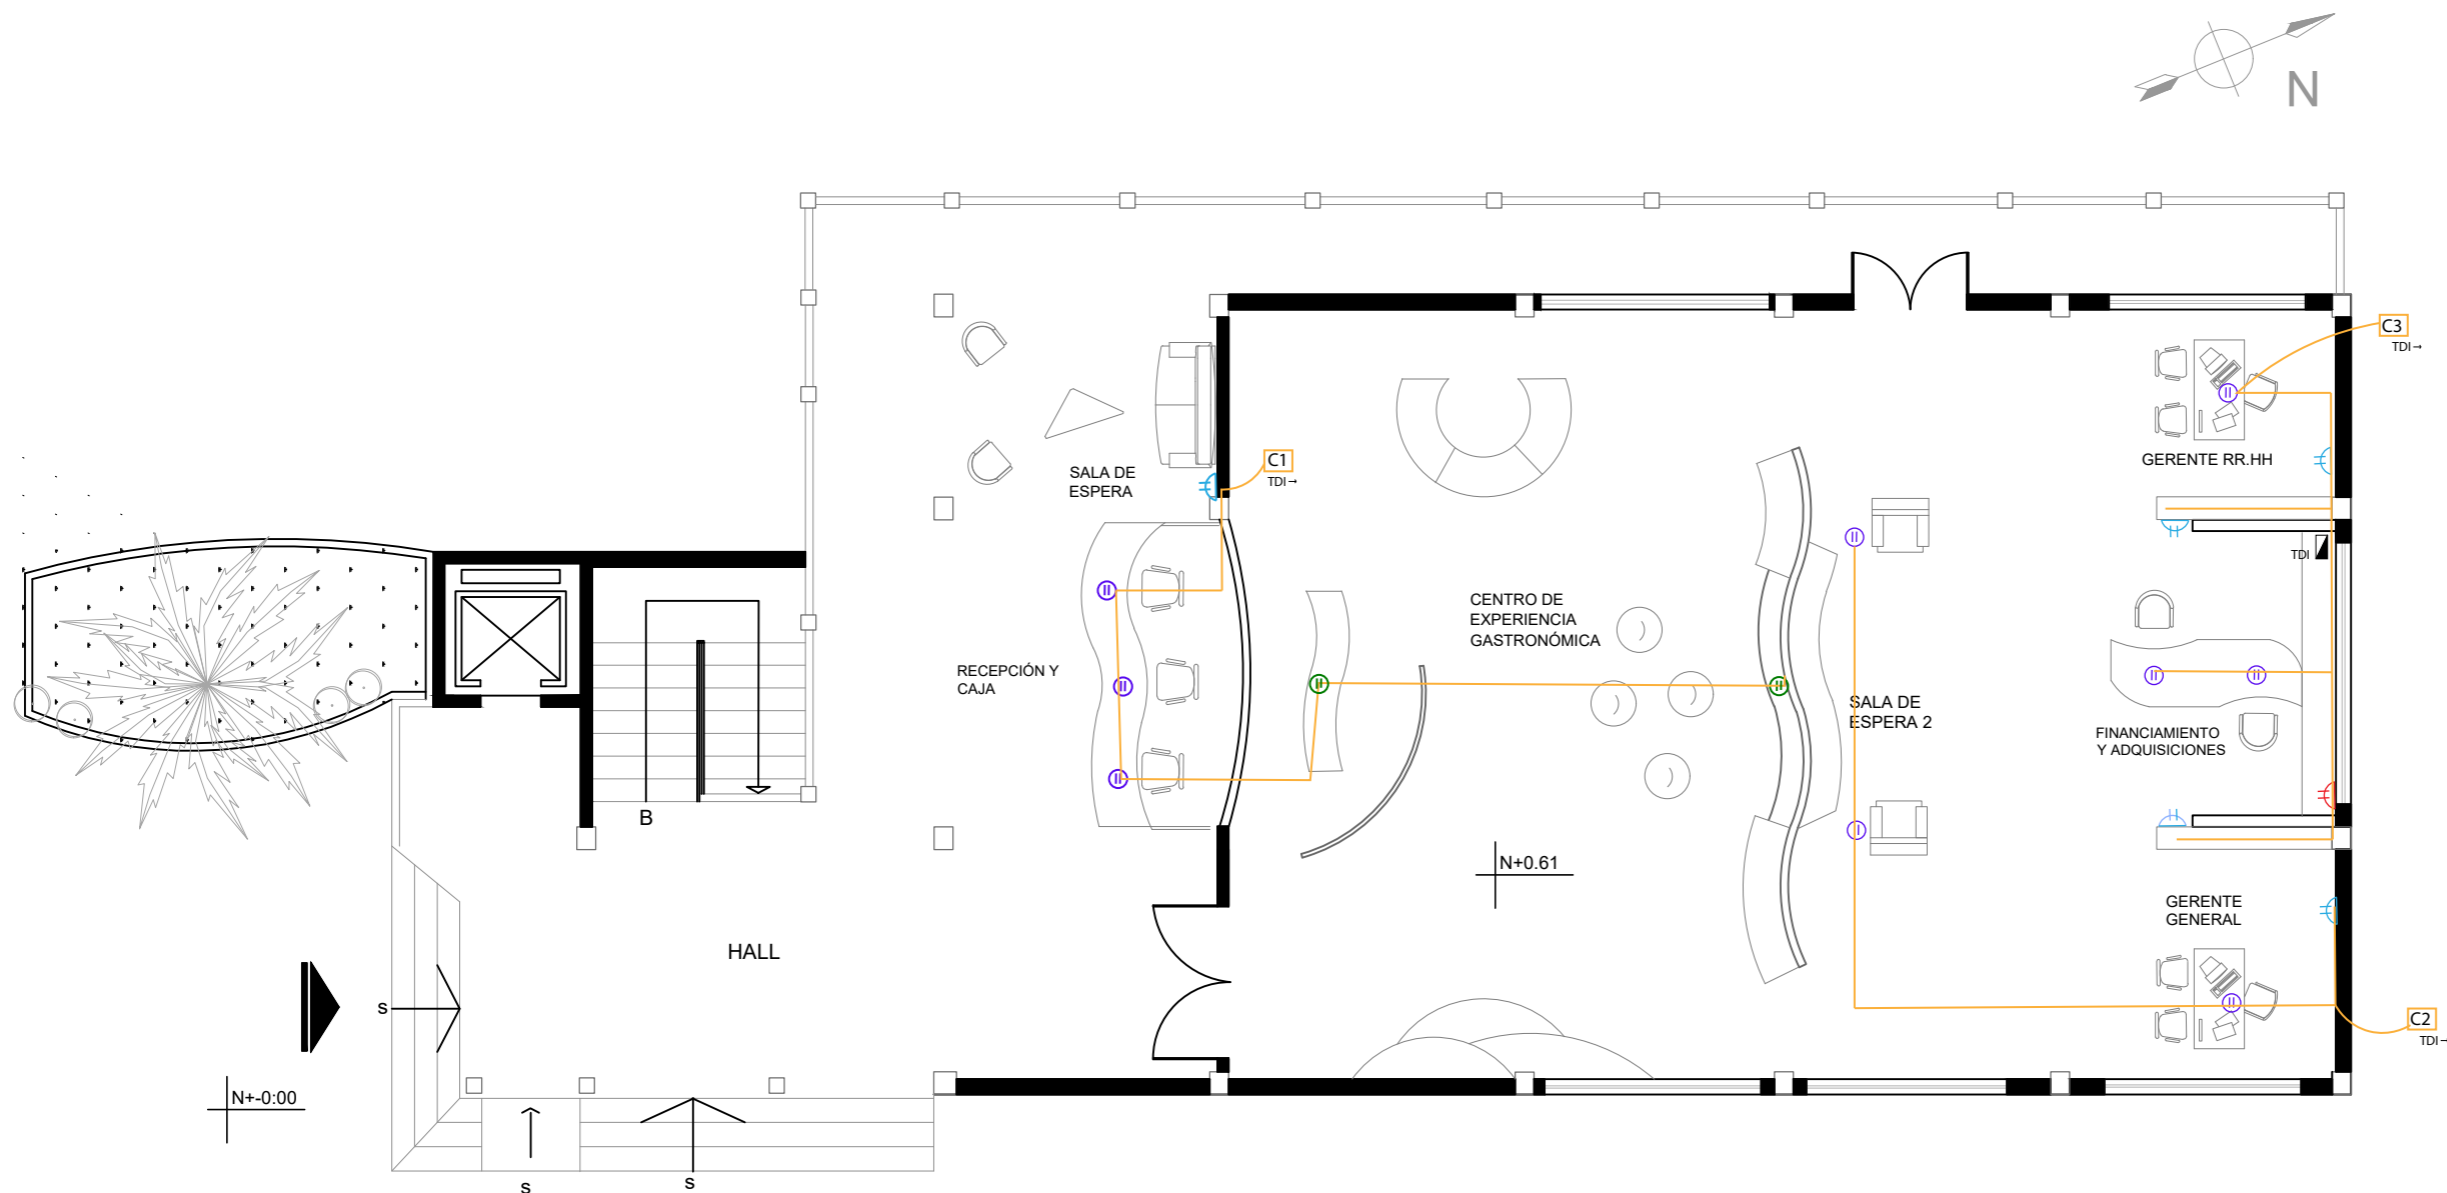 N
C3
TDI→
GERENTE RR.HH
C1
TDI→
SALA DE
ESPERA
TDI
CENTRO DE
EXPERIENCIA
GASTRONÓMICA
RECEPCIÓN Y
CAJA
SALA DE
ESPERA 2
FINANCIAMIENTO
Y ADQUISICIONES
B
N+0.61
GERENTE
GENERAL
HALL
s
C2
TDI→
N+-0:00
s
s